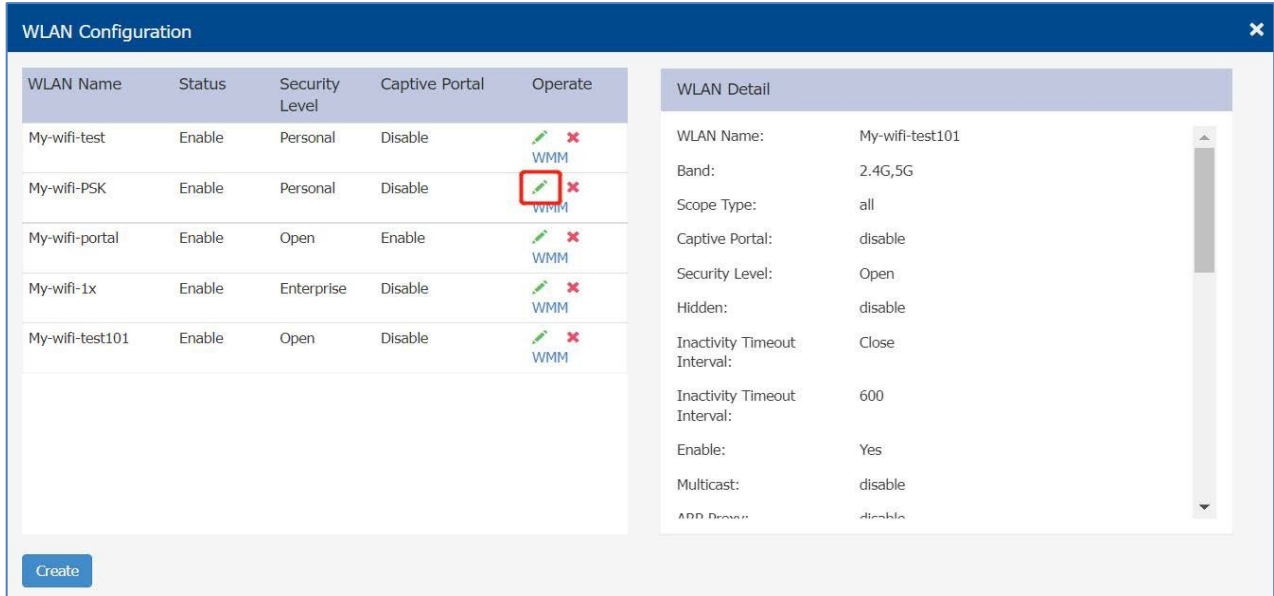 WLAN Configuration
WLAN Name Status Security Level Captive Portal Operate
My-wifi-test Enable Personal Disable WMM
My-wifi-PSK Enable Personal Disable WMM
My-wifi-portal Enable Open Enable WMM
My-wifi-1x Enable Enterprise Disable WMM
My-wifi-test101 Enable Open Disable WMM
Create
WLAN Detail
WLAN Name: My-wifi-test101
Band: 2.4G,5G
Scope Type: all
Captive Portal: disable
Security Level: Open
Hidden: disable
Inactivity Timeout Interval: Close
Inactivity Timeout Interval: 600
Enable: Yes
Multicast: disable
ARP Proxy: disable